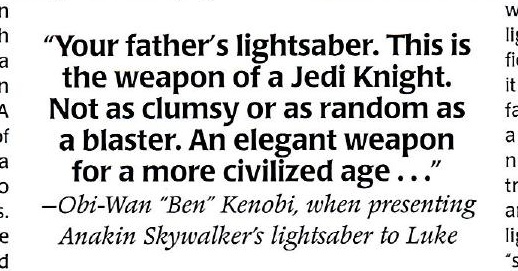 “Your father’s lightsaber. This is
the weapon of a Jedi Knight.
Not as clumsy or as random as
a blaster. An elegant weapon
for a more civilized age . . .”
—Obi-Wan “Ben” Kenobi, when presenting
Anakin Skywalker’s lightsaber to Luke